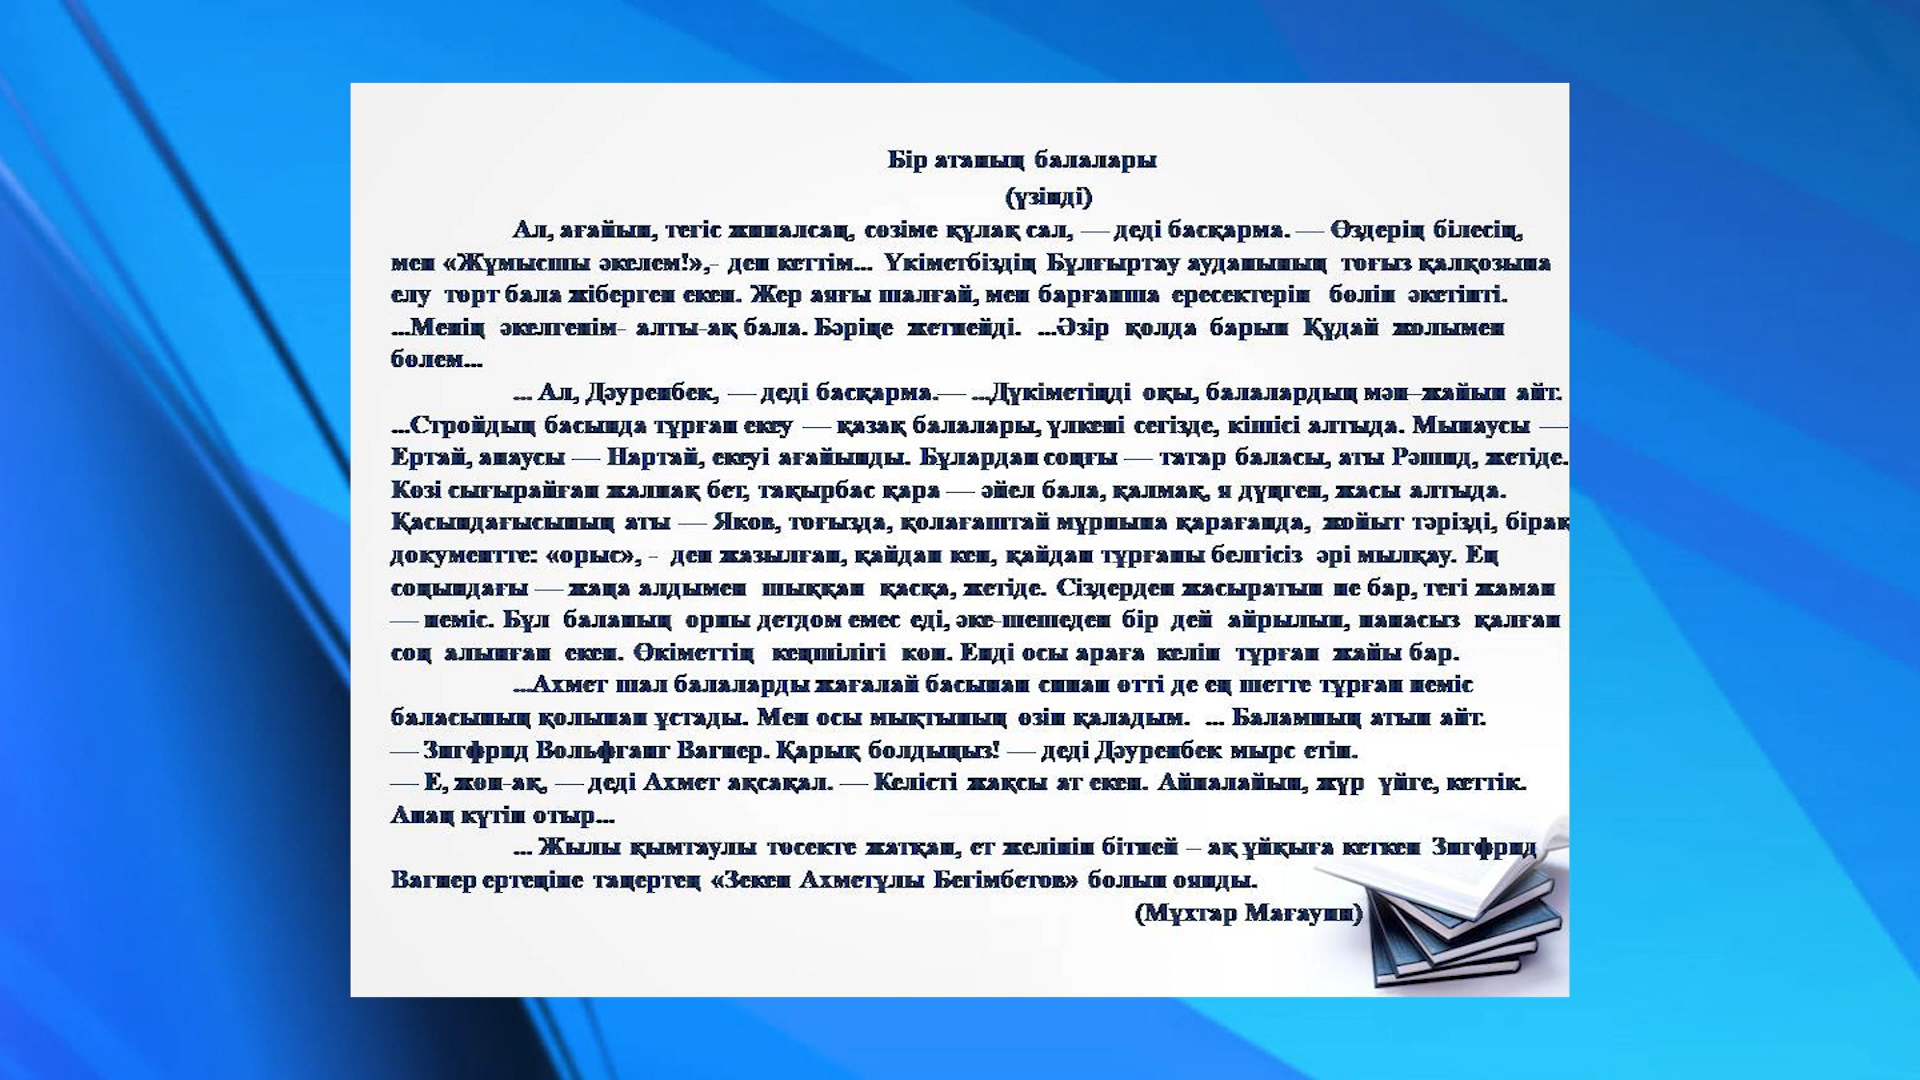 Бір атаның балалары
(үзінді)
Ал, ағайын, тегіс жиналсаң, сөзіме құлақ сал, — деді басқарма. — Өздерің білесің,
мен «Жұмысшы әкелем!»,- деп кеттім... Үкіметбіздің Бұлғыртау ауданының тоғыз қалқозына
елу төрт бала жіберген екен. Жер аяғы шалғай, мен барғанша ересектерін бөліп әкетіпті.
...Менің әкелгенім- алты-ақ бала. Бәріңе жетпейді. ...Әзір қолда барын Құдай жолымен
бөлем...
... Ал, Дәуренбек, — деді басқарма.— ...Дүкіметіңді оқы, балалардың мән–жайын айт.
...Стройдың басында тұрған екеу — қазақ балалары, үлкені сегізде, кішісі алтыда. Мынаусы —
Ертай, анаусы — Нартай, екеуі ағайынды. Бұлардан соңғы — татар баласы, аты Рәшид, жетіде.
Көзі сығырайған жалпақ бет, тақырбас қара — әйел бала, қалмақ, я дүңген, жасы алтыда.
Қасындағысының аты — Яков, тоғызда, қолағаштай мұрнына қарағанда, жойыт тәрізді, бірақ
документте: «орыс», - деп жазылған, қайдан кеп, қайдан тұрғаны белгісіз әрі мылқау. Ең
соңындағы — жаңа алдымен шыққан қасқа, жетіде. Сіздерден жасыратын не бар, тегі жаман
— неміс. Бұл баланың орны детдом емес еді, әке-шешеден бір дей айрылып, панасыз қалған
соң алынған екен. Өкіметтің кеңшілігі көп. Енді осы араға келіп тұрған жайы бар.
...Ахмет шал балаларды жағалай басынан сипап өтті де ең шетте тұрған неміс
баласының қолынан ұстады. Мен осы мықтының өзін қаладым. ... Баламның атын айт.
— Зигфрид Вольфганг Вагнер. Қарық болдыңыз! — деді Дәуренбек мырс етіп.
— Е, жөн-ақ, — деді Ахмет ақсақал. — Келісті жақсы ат екен. Айналайын, жүр үйге, кеттік.
Апаң күтіп отыр...
... Жылы қымтаулы төсекте жатқан, ет желініп бітпей – ақ ұйқыға кеткен Зигфрид
Вагнер ертеңіне таңертең «Зекен Ахметұлы Бегімбетов» болып оянды.
(Мұхтар Мағауин)